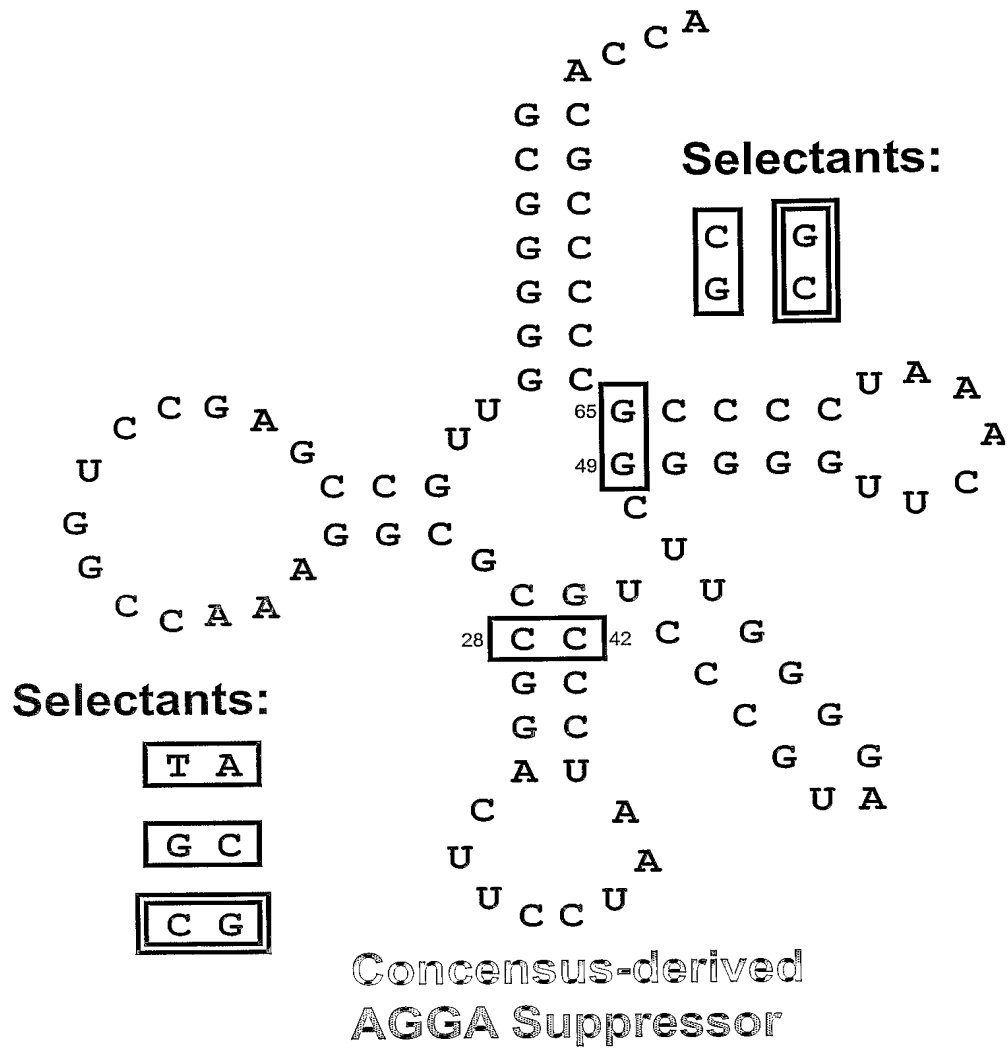 A C C A
G C
C G
G C
G C
G C
G C
G C
Selectants:
C G
G C
U U
65 G C C C C U A A A C U U
49 G G G G G
C
U
G C C G A G C C U G G C C A A A
C C G
G G C
G
C G U U
28 C C 42 C G
G C C G
G C C G
A U G G
U A
C A
U A
U C C U
Selectants:
T A
G C
C G
Concensus-derived
AGGA Suppressor